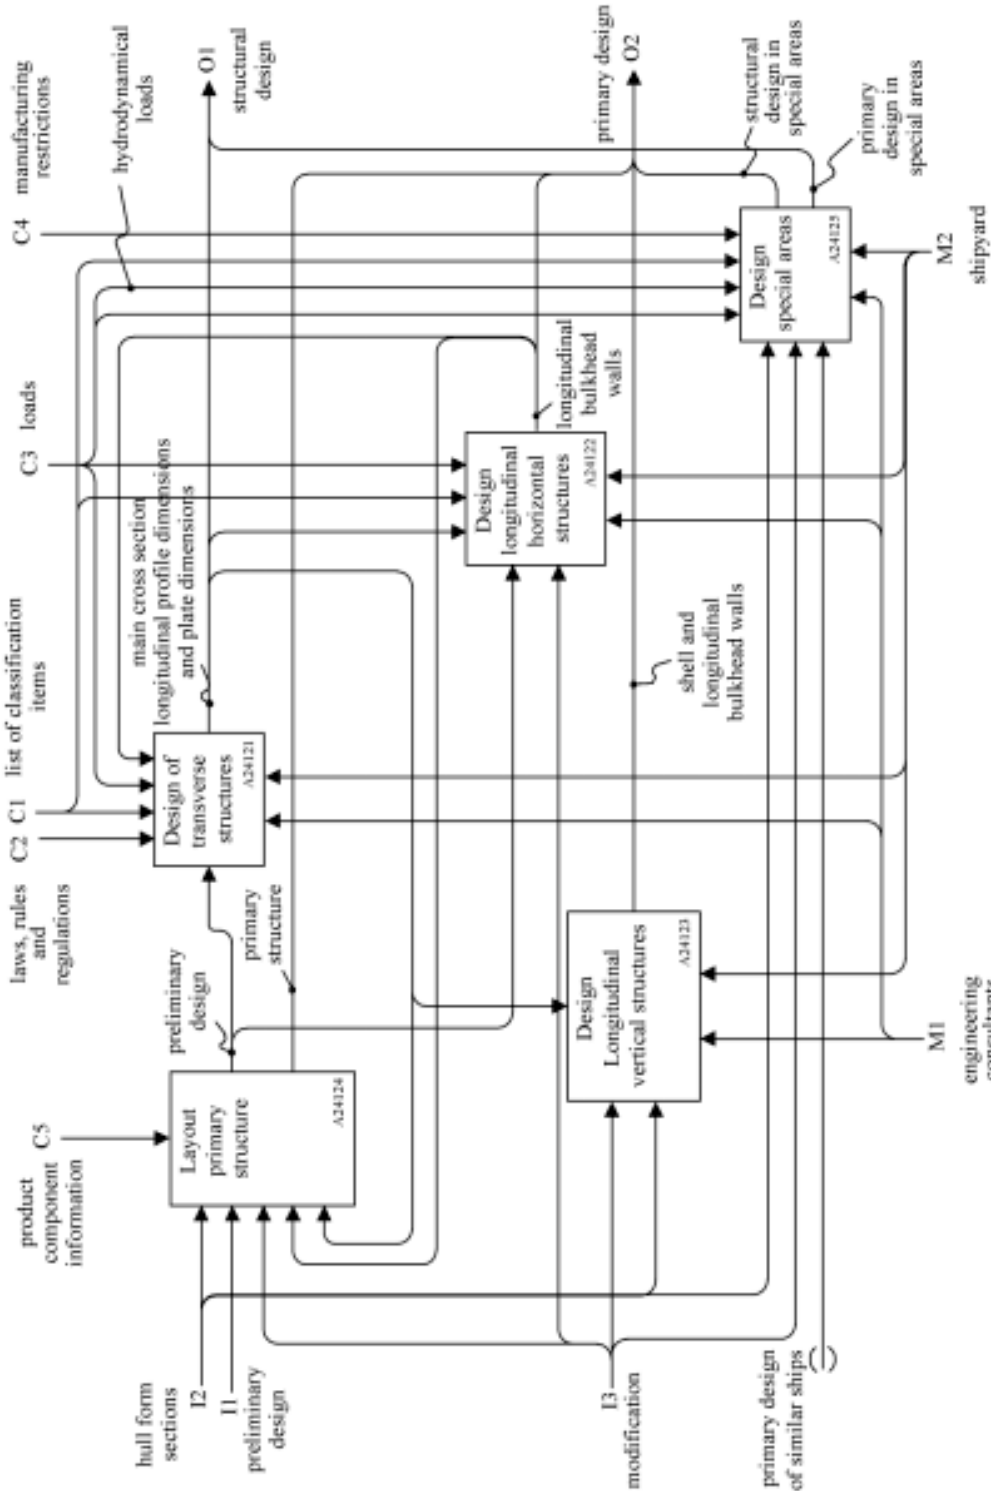 product
component
information
C5
laws, rules
and
regulations
C2
C1
list of classification
items
C3
loads
C4
manufacturing
restrictions
hydrodynamical
loads
hull form
sections
I2
I1
preliminary
design
Layout
primary
structure
A24124
preliminary
design
primary
structure
Design of
transverse
structures
A24121
main cross section
longitudinal profile dimensions
and plate dimensions
O1
structural
design
Design
longitudinal
horizontal
structures
A24122
longitudinal
bulkhead
walls
I3
modification
Design
Longitudinal
vertical structures
A24123
shell and
longitudinal
bulkhead walls
primary design
O2
structural
design in
special areas
primary design
of similar ships
()
Design
special areas
A24125
primary
design in
special areas
M1
engineering
M2
shipyard